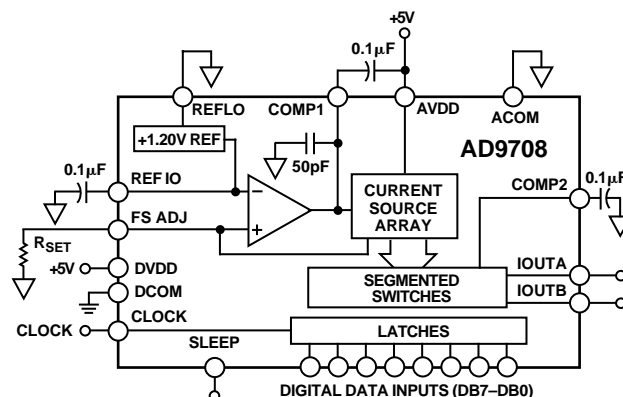 +5V
0.1μF
REFLO
COMP1
AVDD
ACOM
+1.20V REF
AD9708
50pF
0.1μF
REF IO
COMP2
0.1μF
CURRENT
SOURCE
ARRAY
FS ADJ
RSET
+5V
DVDD
IOUTA
SEGMENTED
SWITCHES
DCOM
IOUTB
CLOCK
CLOCK
LATCHES
SLEEP
DIGITAL DATA INPUTS (DB7–DB0)